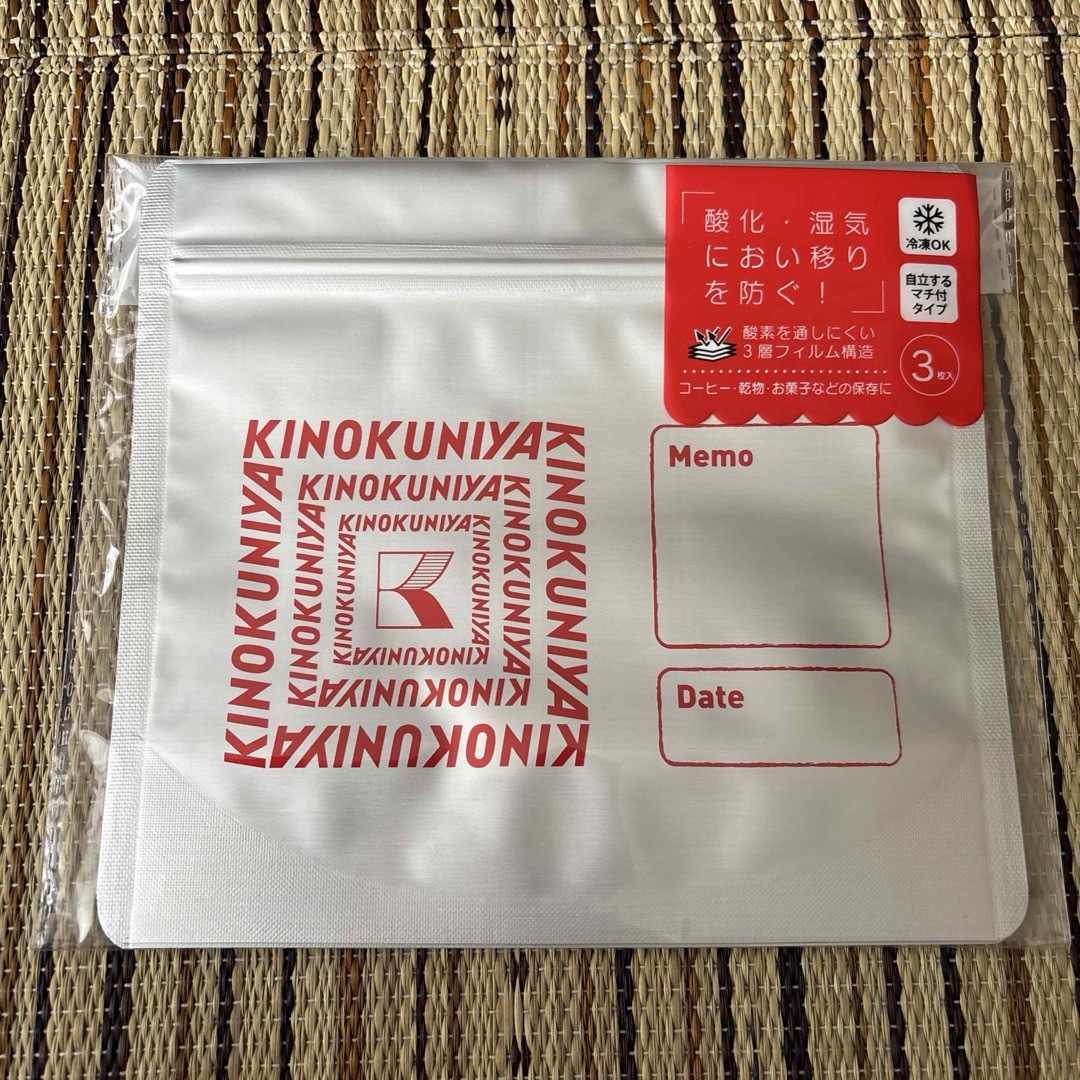 「酸化・湿気
におい移り
を防ぐ！」
冷凍OK
自立する
マチ付
タイプ
酸素を通しにくい
3層フィルム構造
3枚入
コーヒー・乾物・お菓子などの保存に
KINOKUNIYA
KINOKUNIYA
KINOKUNIYA
KINOKUNIYA
KINOKUNIYA
KINOKUNIYA
KINOKUNIYA
KINOKUNIYA
KINOKUNIYA
KINOKUNIYA
KINOKUNIYA
KINOKUNIYA
Memo
Date